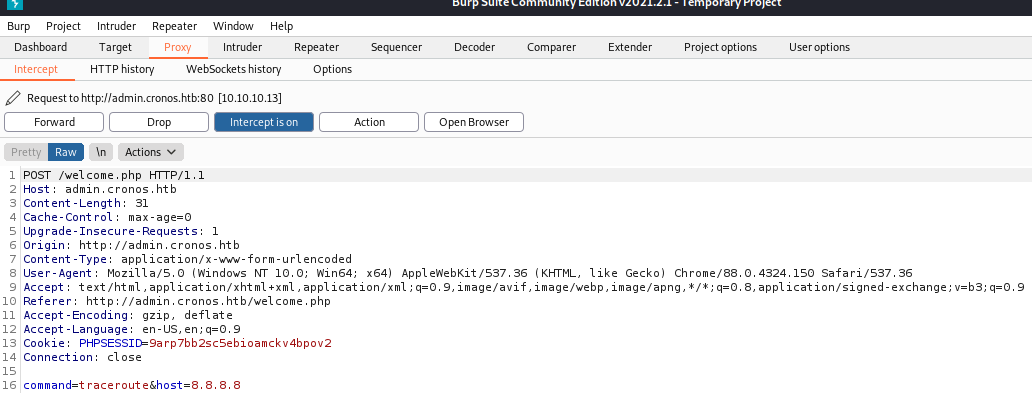 Burp Suite Community Edition v2021.2.1 - Temporary Project
Burp Project Intruder Repeater Window Help
Dashboard Target Proxy Intruder Repeater Sequencer Decoder Comparer Extender Project options User options
Intercept HTTP history WebSockets history Options
Request to http://admin.cronos.htb:80 [10.10.10.13]
Forward Drop Intercept is on Action Open Browser
Pretty Raw \n Actions
1 POST /welcome.php HTTP/1.1
2 Host: admin.cronos.htb
3 Content-Length: 31
4 Cache-Control: max-age=0
5 Upgrade-Insecure-Requests: 1
6 Origin: http://admin.cronos.htb
7 Content-Type: application/x-www-form-urlencoded
8 User-Agent: Mozilla/5.0 (Windows NT 10.0; Win64; x64) AppleWebKit/537.36 (KHTML, like Gecko) Chrome/88.0.4324.150 Safari/537.36
9 Accept: text/html,application/xhtml+xml,application/xml;q=0.9,image/avif,image/webp,image/apng,*/*;q=0.8,application/signed-exchange;v=b3;q=0.9
10 Referer: http://admin.cronos.htb/welcome.php
11 Accept-Encoding: gzip, deflate
12 Accept-Language: en-US,en;q=0.9
13 Cookie: PHPSESSID=9arp7bb2sc5ebioamckv4bpov2
14 Connection: close
15
16 command=traceroute&host=8.8.8.8